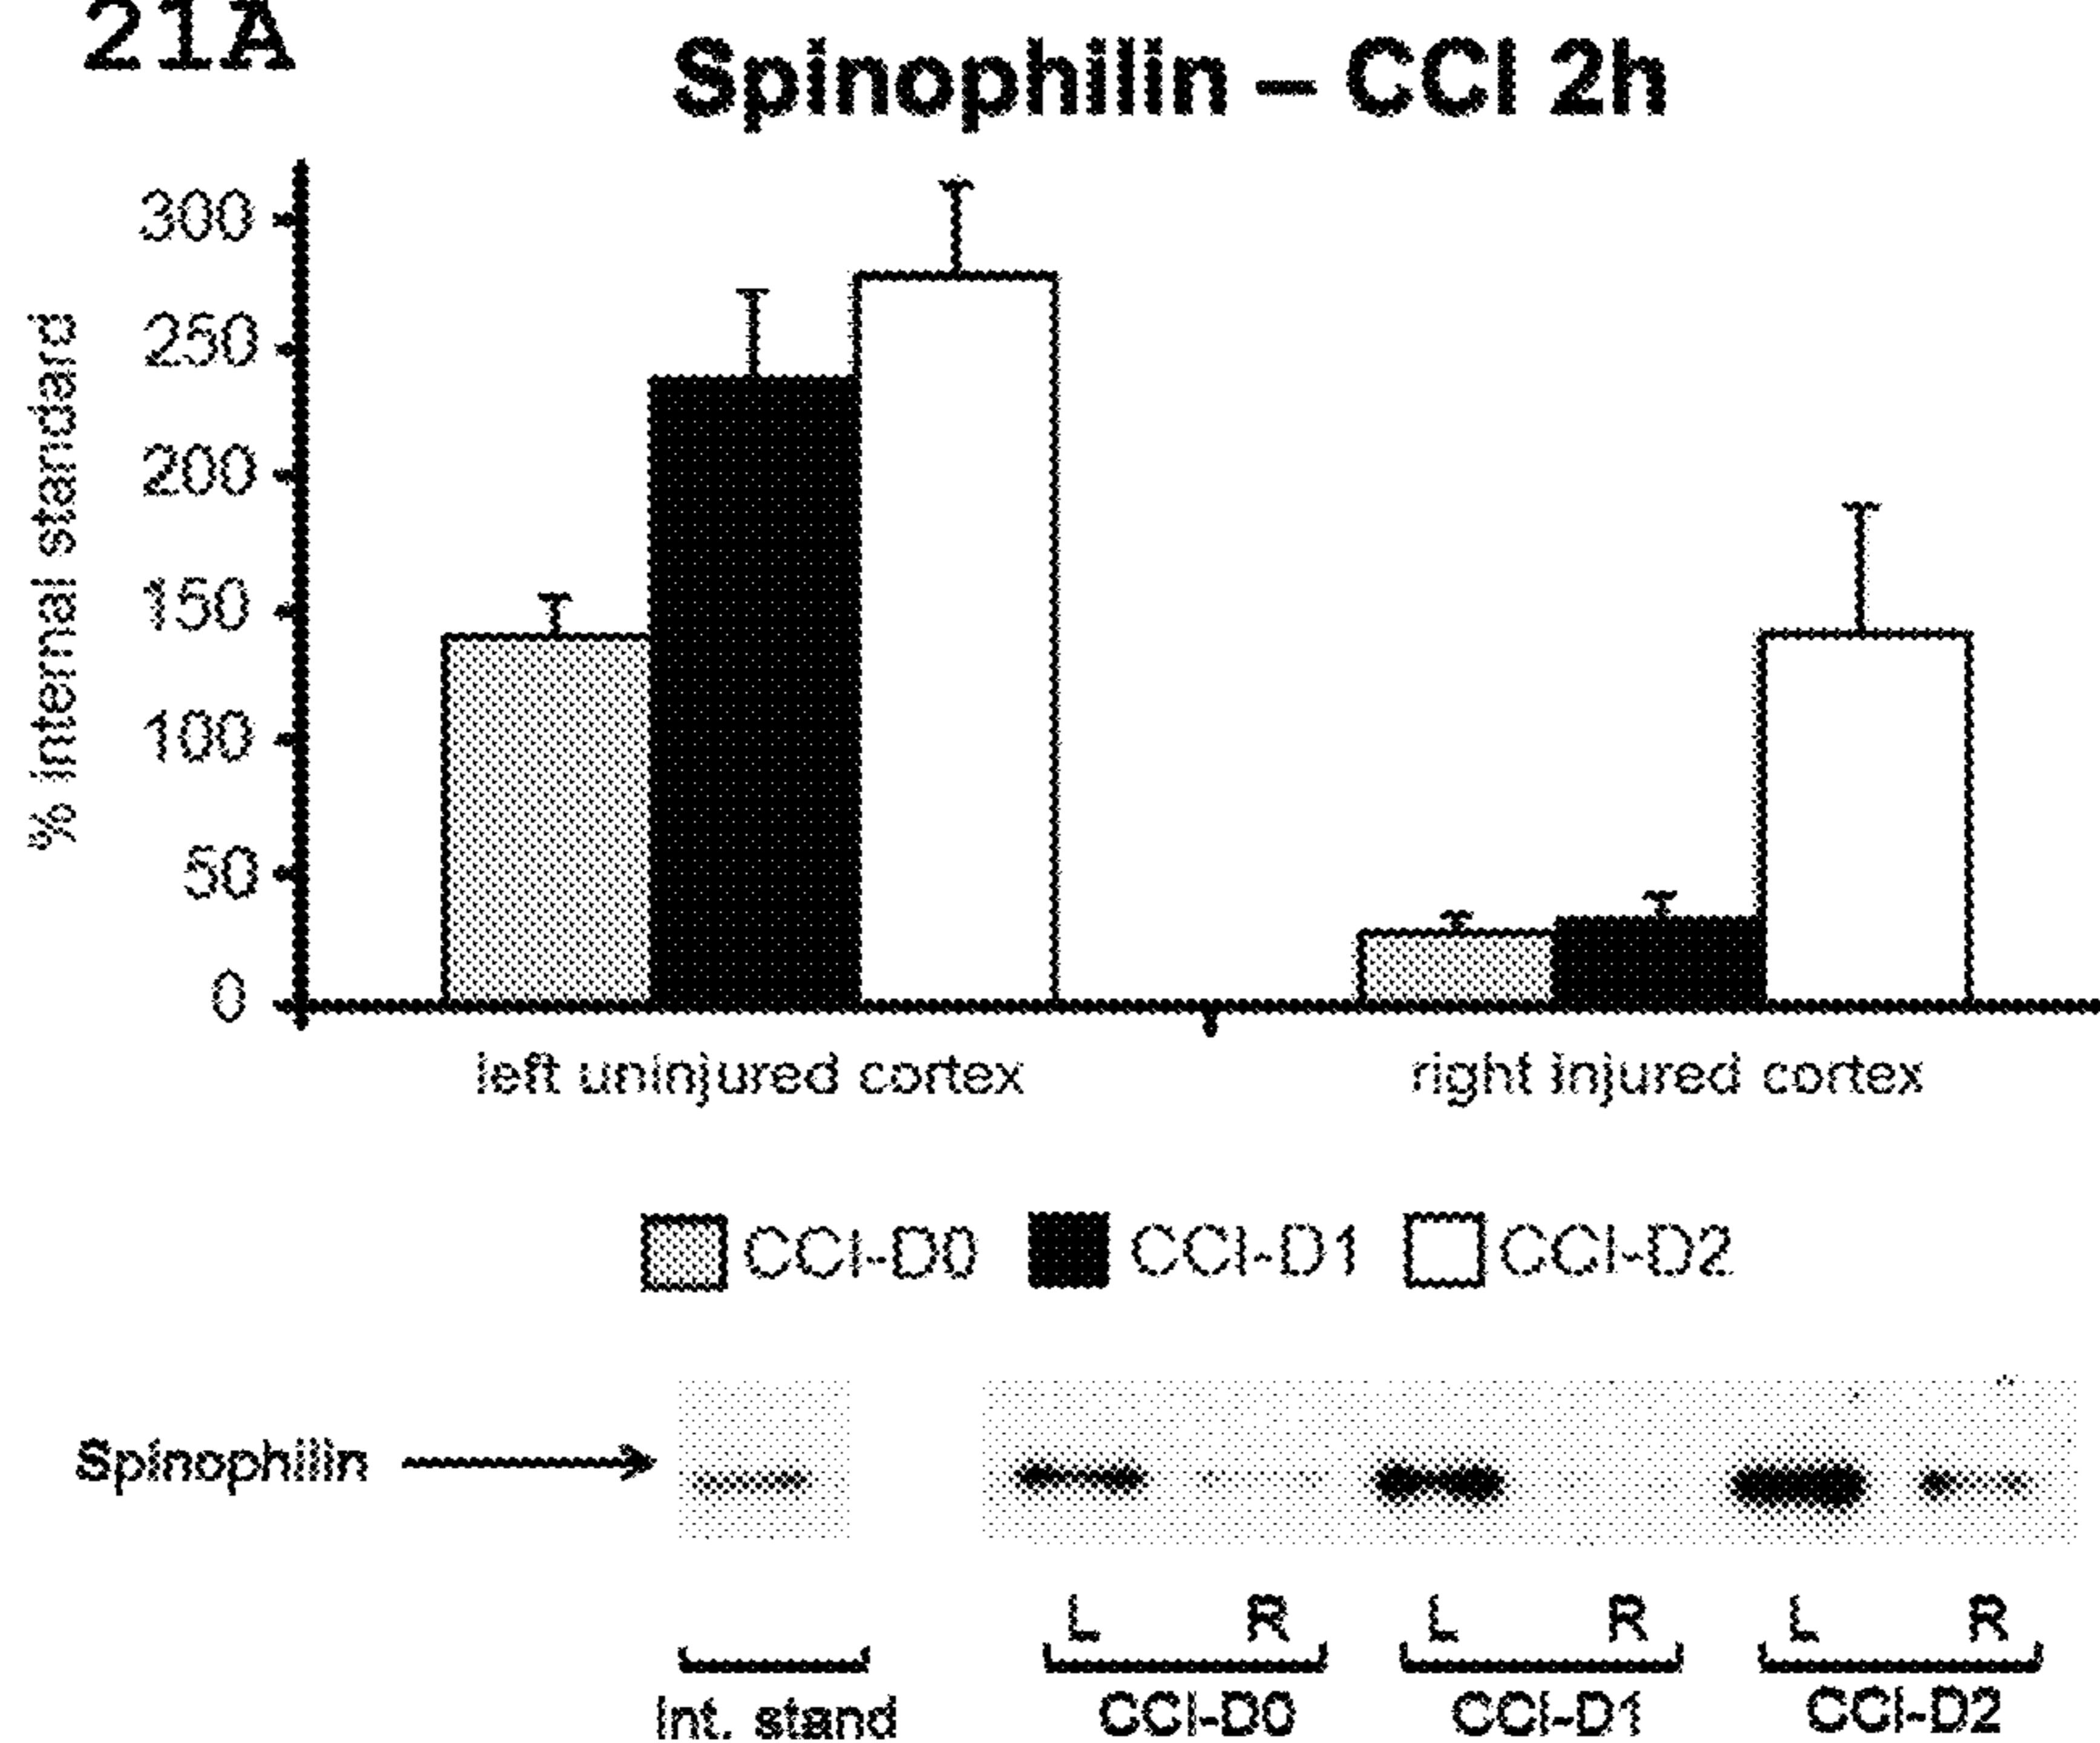 21A
Spinophilin – CCI 2h
% internal standard
300
250
200
150
100
50
0
left uninjured cortex
right injured cortex
CCI-D0 CCI-D1 CCI-D2
Spinophilin
L R L R L R
Int. stand CCI-D0 CCI-D1 CCI-D2